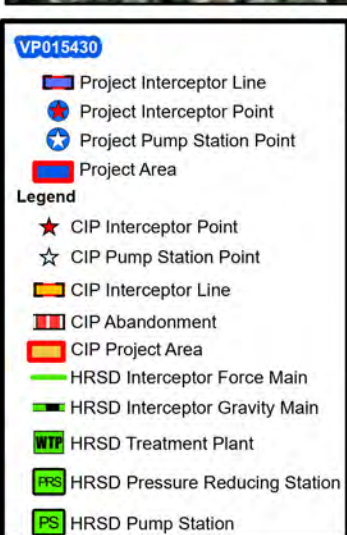 VP015430
Project Interceptor Line
Project Interceptor Point
Project Pump Station Point
Project Area
Legend
CIP Interceptor Point
CIP Pump Station Point
CIP Interceptor Line
CIP Abandonment
CIP Project Area
HRSD Interceptor Force Main
HRSD Interceptor Gravity Main
WTP HRSD Treatment Plant
PRS HRSD Pressure Reducing Station
PS HRSD Pump Station